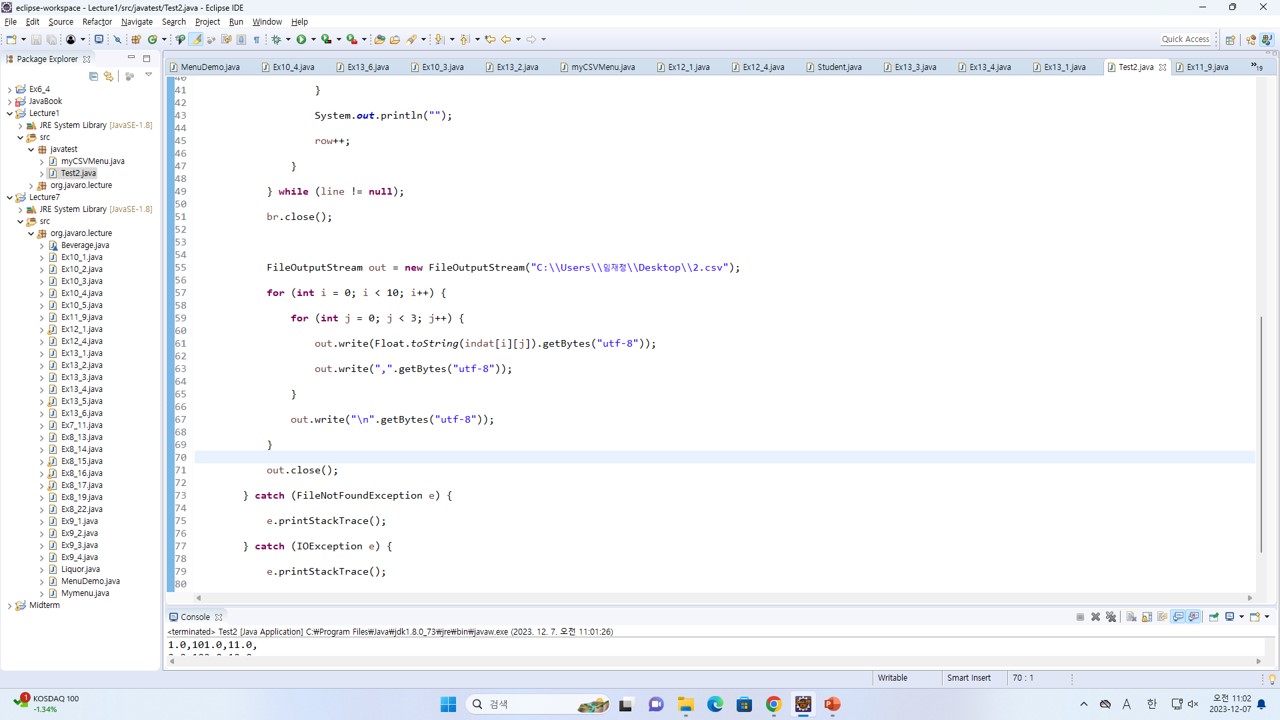 eclipse-workspace - Lecture1/src/javatest/Test2.java - Eclipse IDE
File Edit Source Refactor Navigate Search Project Run Window Help
Quick Access
Package Explorer
MenuDemo.java Ex10_4.java Ex13_6.java Ex10_3.java Ex13_2.java myCSVMenu.java Ex12_1.java Ex12_4.java Student.java Ex13_3.java Ex13_4.java Ex13_1.java Test2.java Ex11_9.java »19
Ex6_4
JavaBook
Lecture1
JRE System Library [JavaSE-1.8]
src
javatest
myCSVMenu.java
Test2.java
org.javaro.lecture
Lecture7
JRE System Library [JavaSE-1.8]
src
org.javaro.lecture
Beverage.java
Ex10_1.java
Ex10_2.java
Ex10_3.java
Ex10_4.java
Ex10_5.java
Ex11_9.java
Ex12_1.java
Ex12_4.java
Ex13_1.java
Ex13_2.java
Ex13_3.java
Ex13_4.java
Ex13_5.java
Ex13_6.java
Ex7_11.java
Ex8_13.java
Ex8_14.java
Ex8_15.java
Ex8_16.java
Ex8_17.java
Ex8_19.java
Ex8_22.java
Ex9_1.java
Ex9_2.java
Ex9_3.java
Ex9_4.java
Liquor.java
MenuDemo.java
Mymenu.java
Midterm
40
41 }
42
43 System.out.println("");
44
45 row++;
46
47 }
48
49 } while (line != null);
50
51 br.close();
52
53
54
55 FileOutputStream out = new FileOutputStream("C:\\Users\\임재청\\Desktop\\2.csv");
56
57 for (int i = 0; i < 10; i++) {
58
59 for (int j = 0; j < 3; j++) {
60
61 out.write(Float.toString(indat[i][j]).getBytes("utf-8"));
62
63 out.write(",".getBytes("utf-8"));
64
65 }
66
67 out.write("\n".getBytes("utf-8"));
68
69 }
70
71 out.close();
72
73 } catch (FileNotFoundException e) {
74
75 e.printStackTrace();
76
77 } catch (IOException e) {
78
79 e.printStackTrace();
80
Console
<terminated> Test2 [Java Application] C:₩Program Files₩Java₩jdk1.8.0_73₩jre₩bin₩javaw.exe (2023. 12. 7. 오전 11:01:26)
1.0,101.0,11.0,
Writable Smart Insert 70 : 1
1
KOSDAQ 100
-1.34%
검색
A 한
오전 11:02
2023-12-07